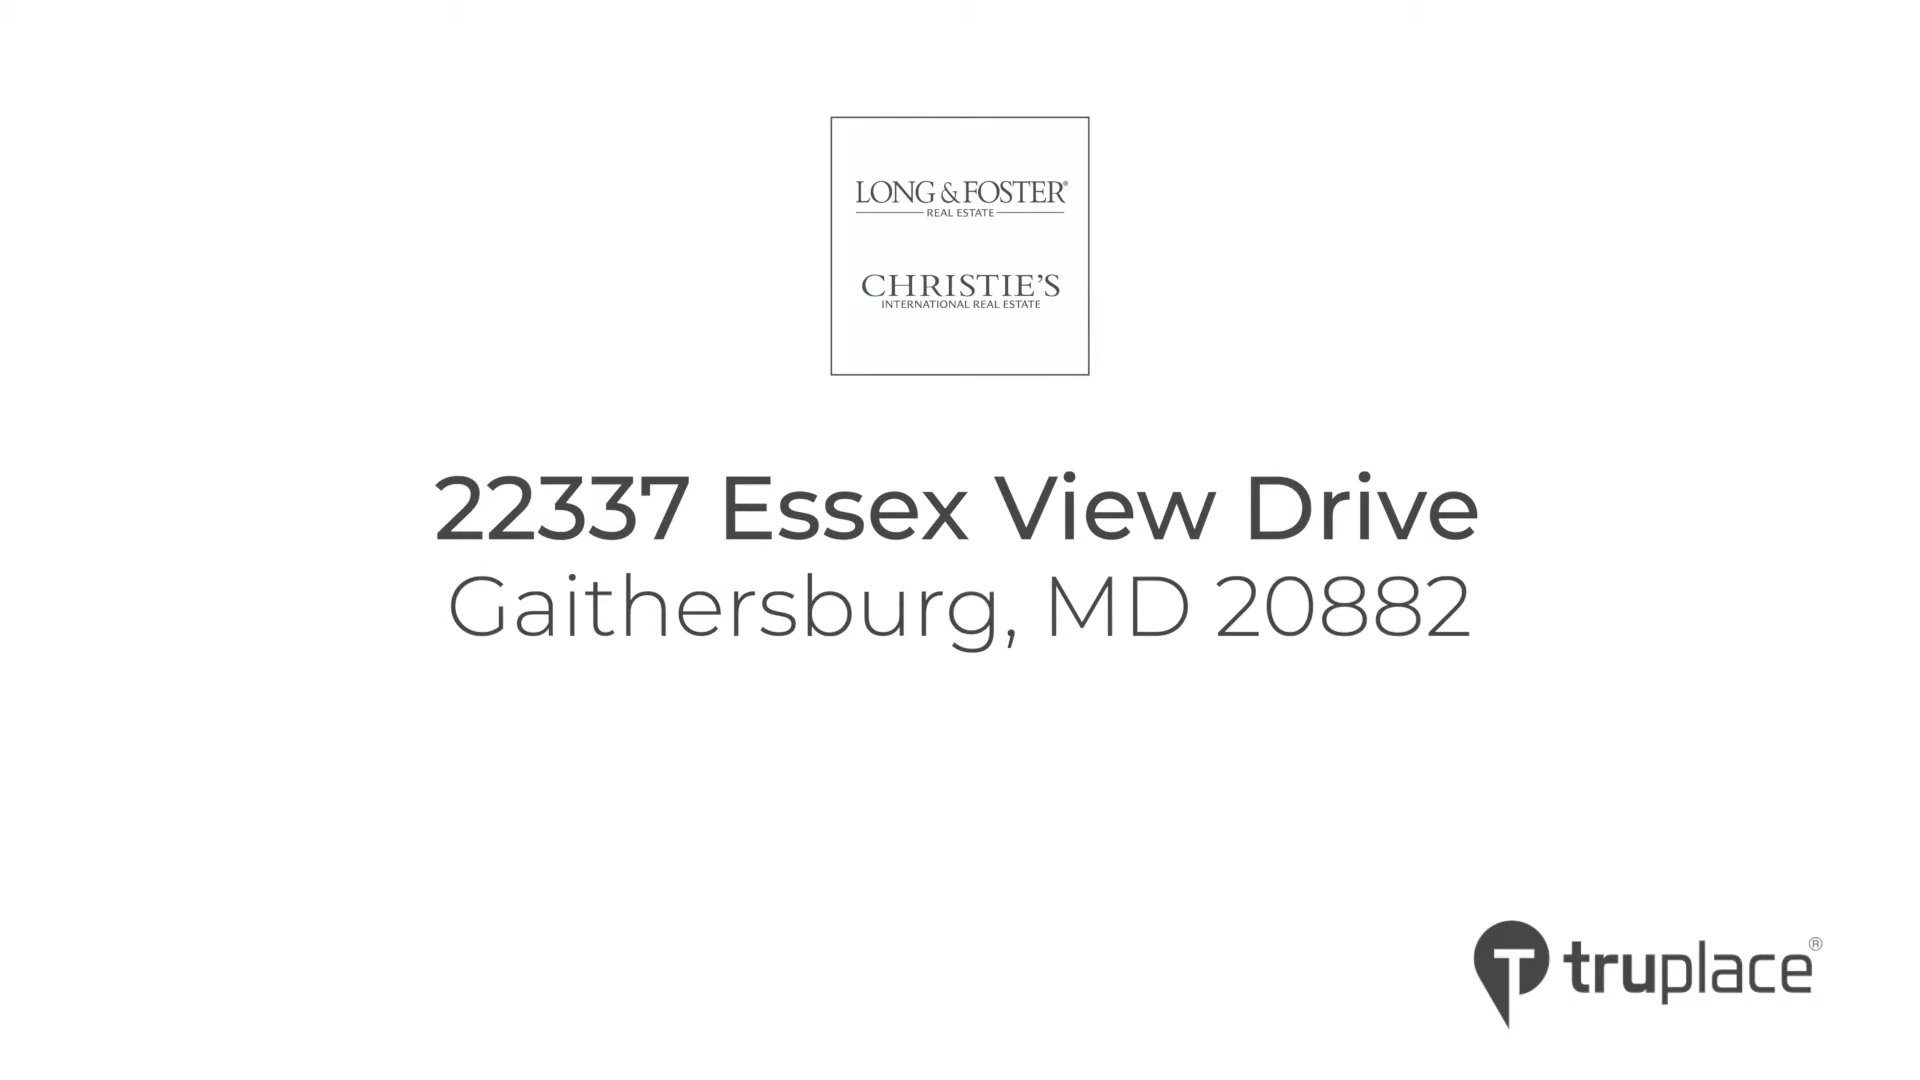 LONG & FOSTER®
REAL ESTATE
CHRISTIE'S
INTERNATIONAL REAL ESTATE
22337 Essex View Drive
Gaithersburg, MD 20882
truplace®